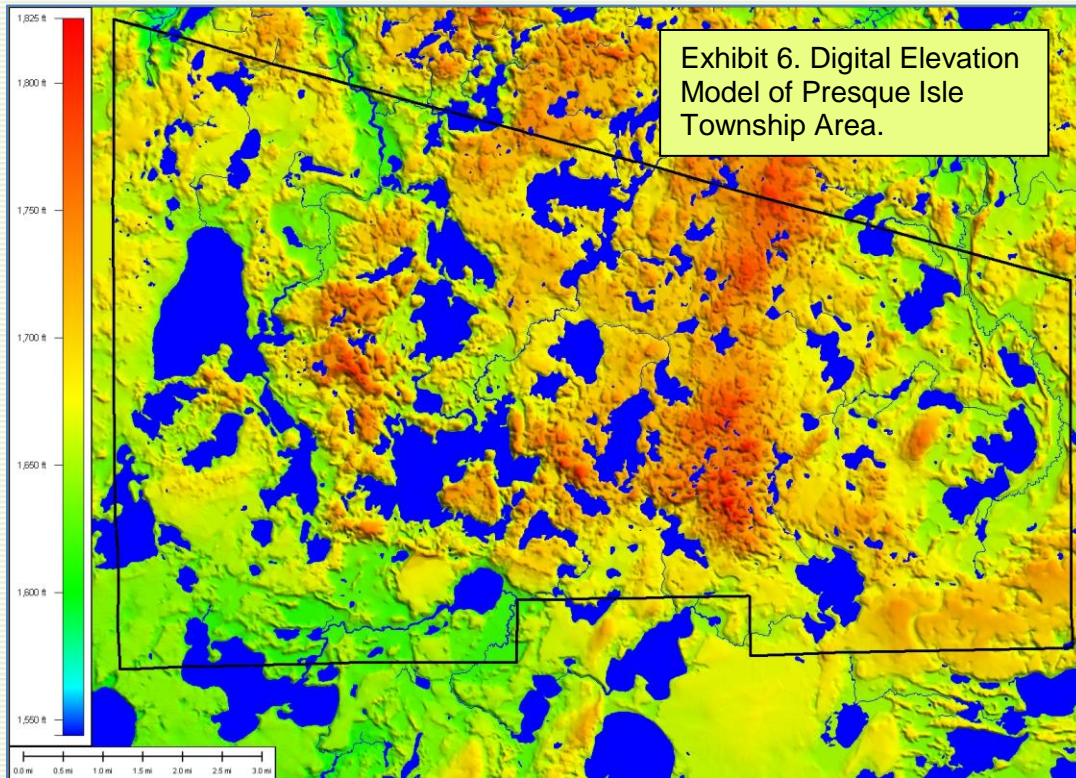 1,825 ft
Exhibit 6. Digital Elevation
Model of Presque Isle
Township Area.
1,800 ft
1,750 ft
1,700 ft
1,650 ft
1,600 ft
1,550 ft
0.0 mi 0.5 mi 1.0 mi 1.5 mi 2.0 mi 2.5 mi 3.0 mi